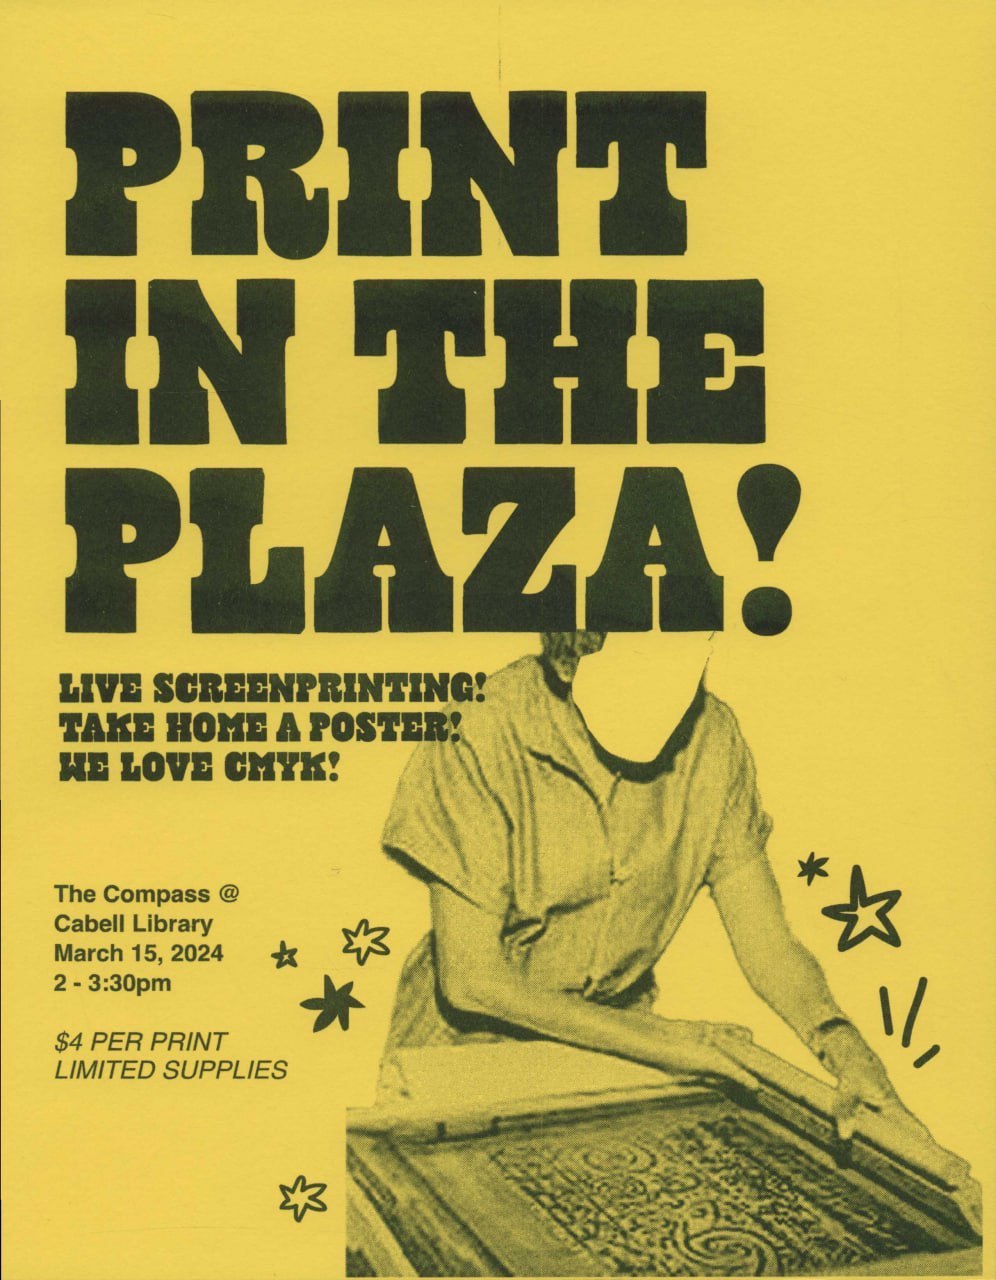 PRINT
IN THE
PLAZA!
LIVE SCREENPRINTING!
TAKE HOME A POSTER!
WE LOVE CMYK!
The Compass @
Cabell Library
March 15, 2024
2 - 3:30pm
$4 PER PRINT
LIMITED SUPPLIES